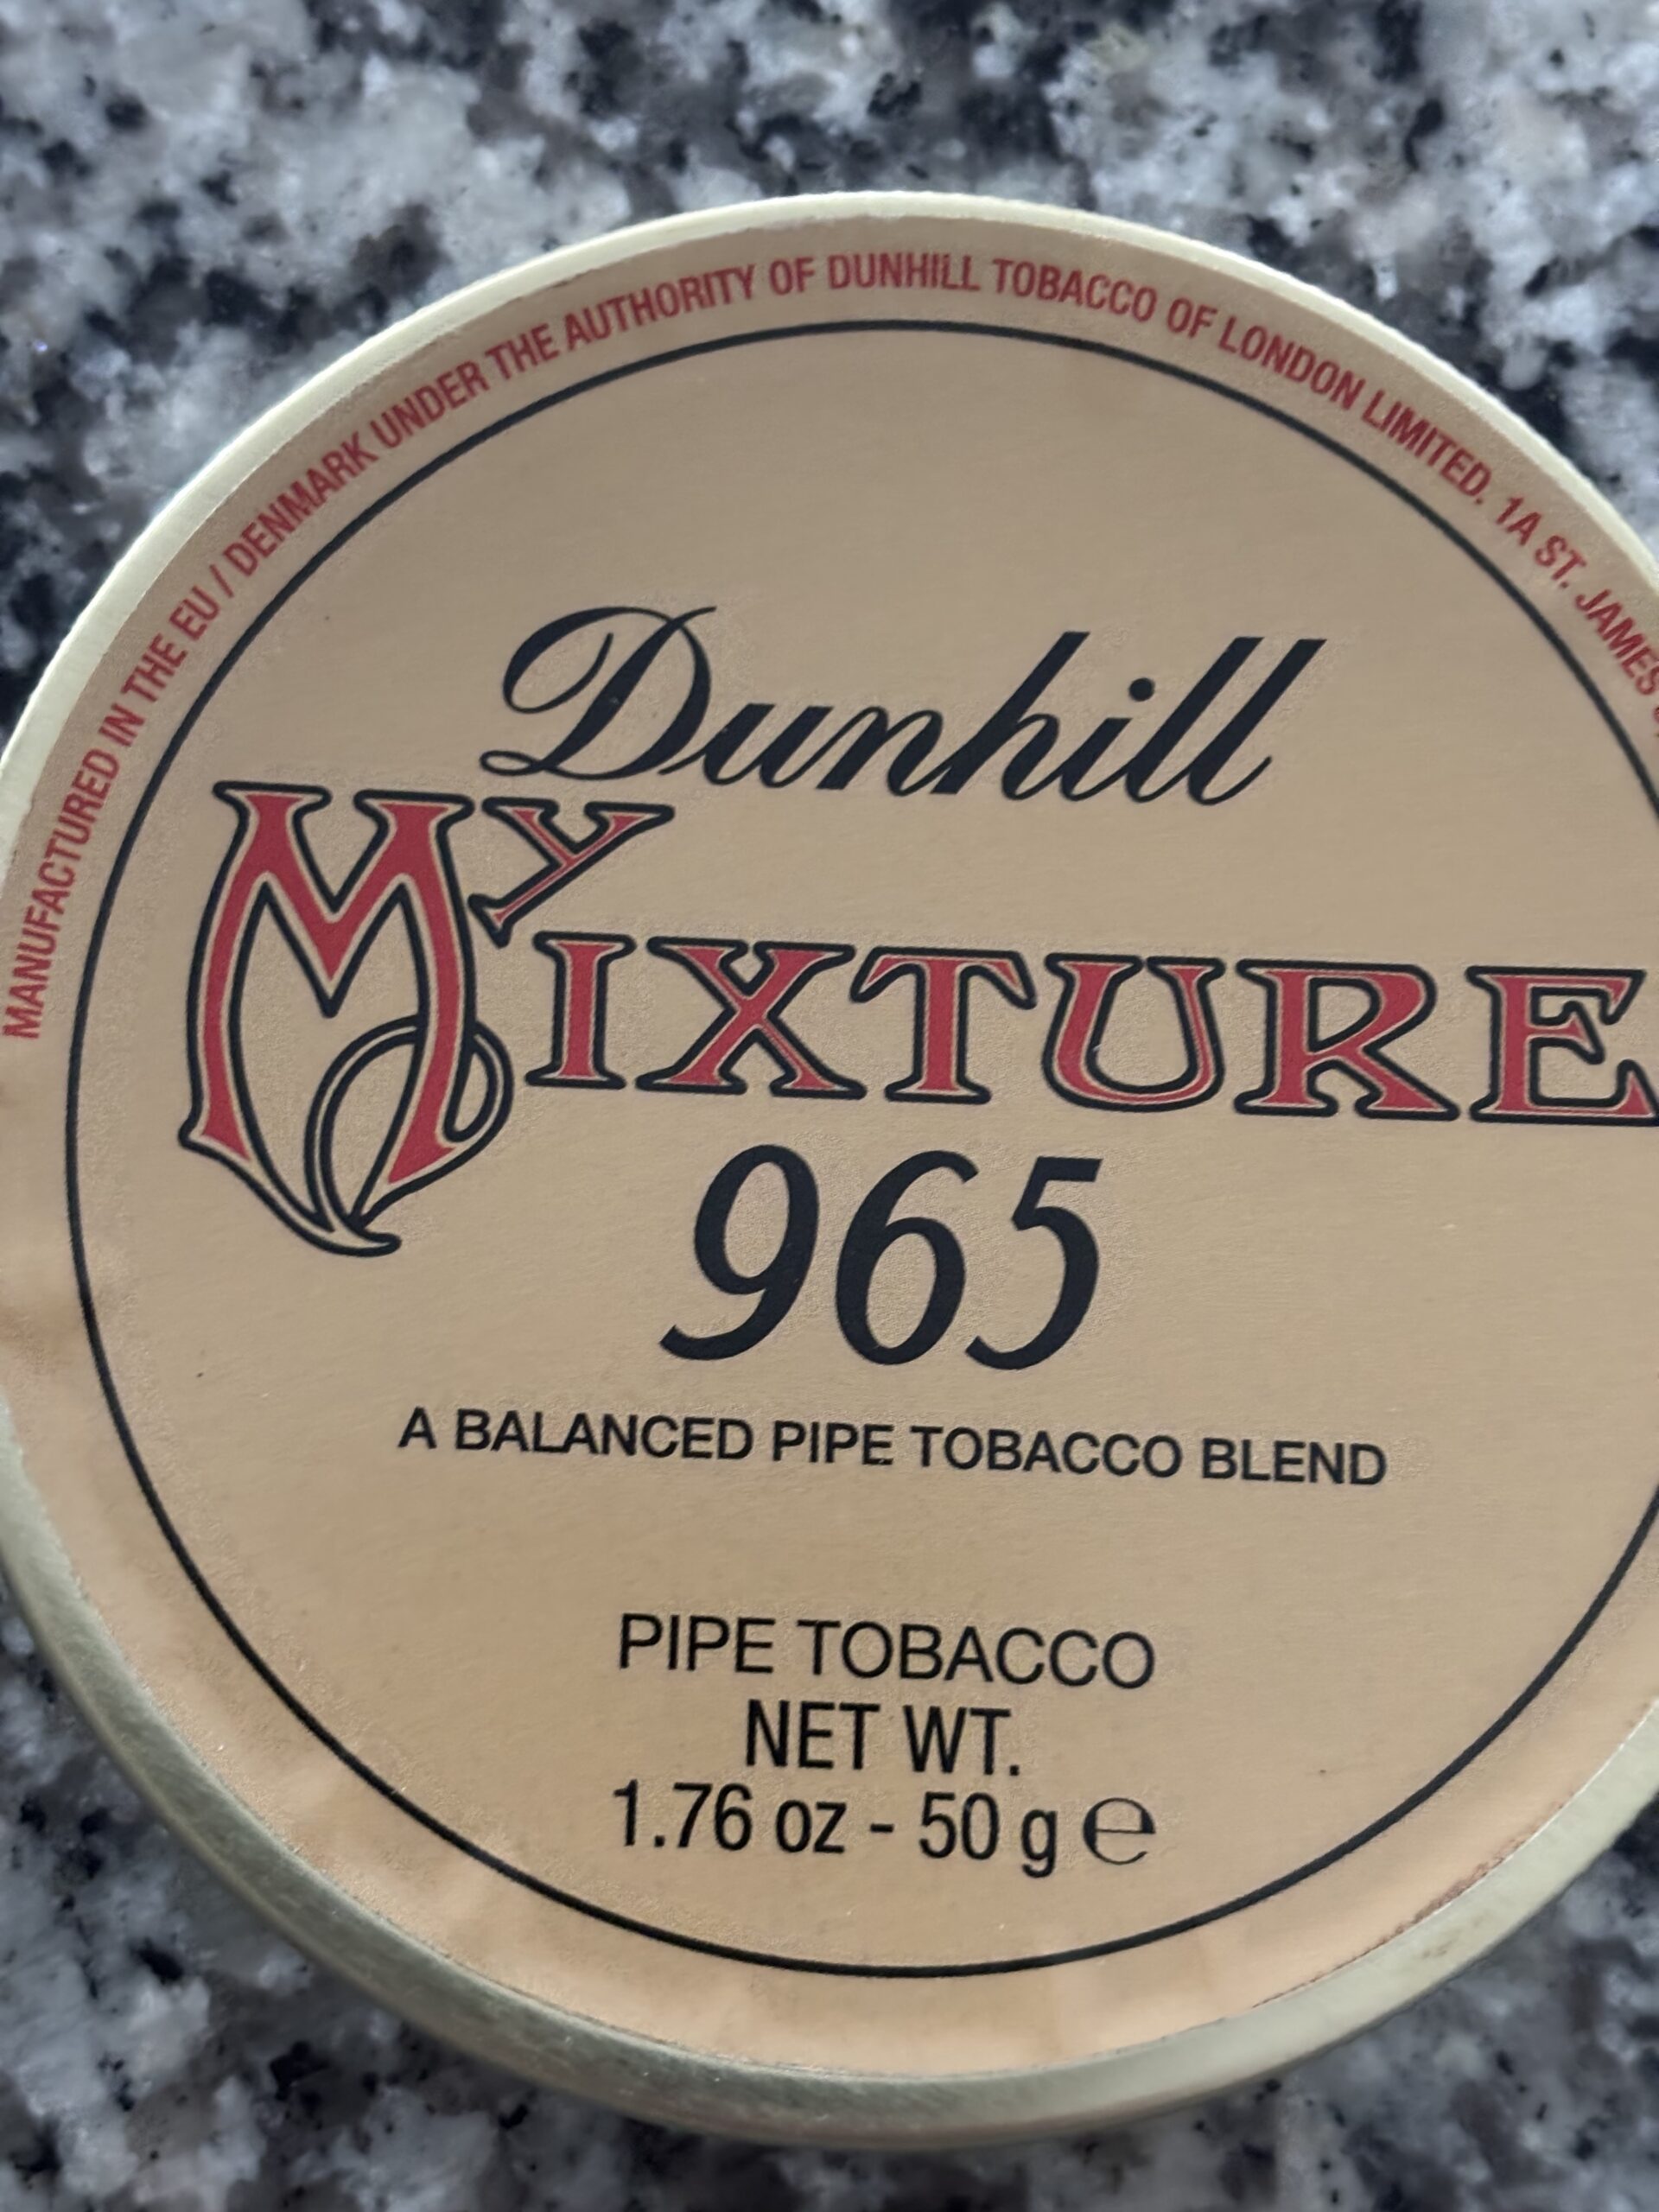 MANUFACTURED IN THE EU / DENMARK UNDER THE AUTHORITY OF DUNHILL TOBACCO OF LONDON LIMITED. 1A ST. JAMES
Dunhill
MY MIXTURE
965
A BALANCED PIPE TOBACCO BLEND
PIPE TOBACCO
NET WT.
1.76 oz - 50 g ℮